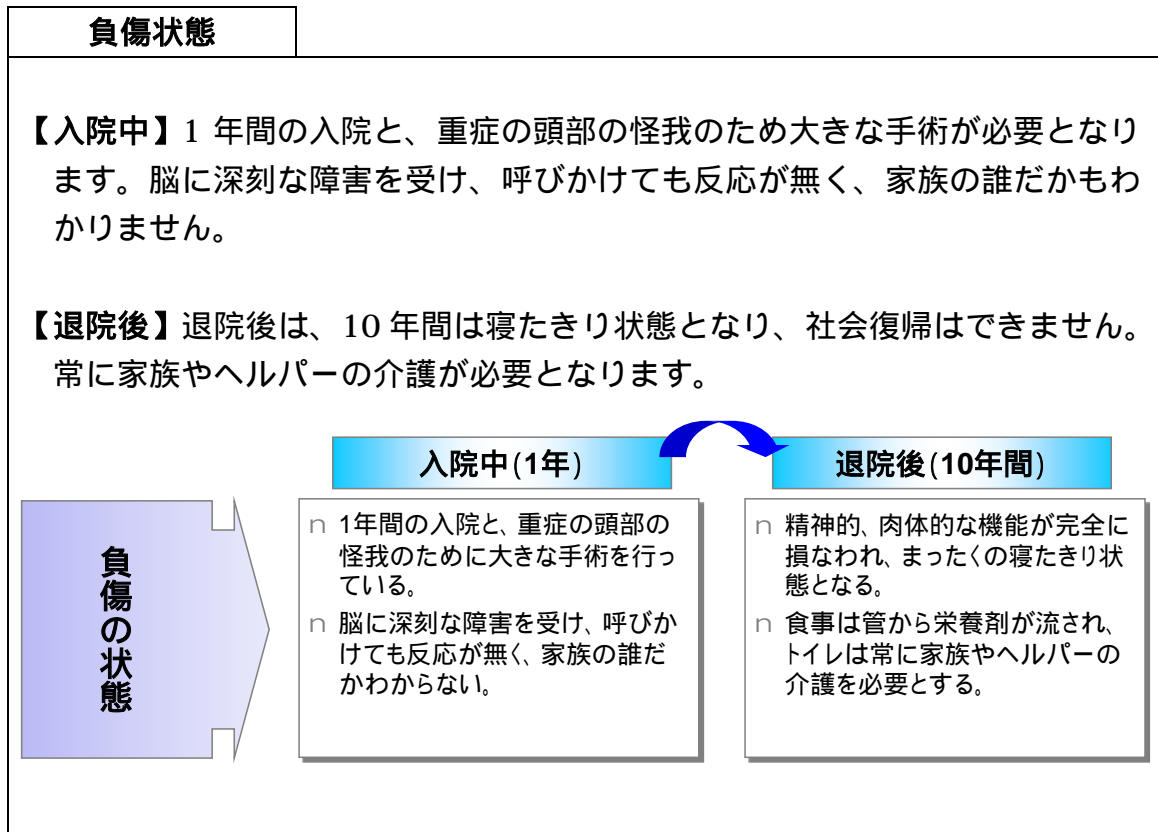 負傷状態
【入院中】1 年間の入院と、重症の頭部の怪我のため大きな手術が必要となり
ます。脳に深刻な障害を受け、呼びかけても反応が無く、家族の誰だかもわ
かりません。
【退院後】退院後は、10 年間は寝たきり状態となり、社会復帰はできません。
常に家族やヘルパーの介護が必要となります。
入院中(1年)
退院後(10年間)
負傷の状態
n 1年間の入院と、重症の頭部の
怪我のために大きな手術を行っ
ている。
n 脳に深刻な障害を受け、呼びか
けても反応が無く、家族の誰だ
かわからない。
n 精神的、肉体的な機能が完全に
損なわれ、まったくの寝たきり状
態となる。
n 食事は管から栄養剤が流され、
トイレは常に家族やヘルパーの
介護を必要とする。